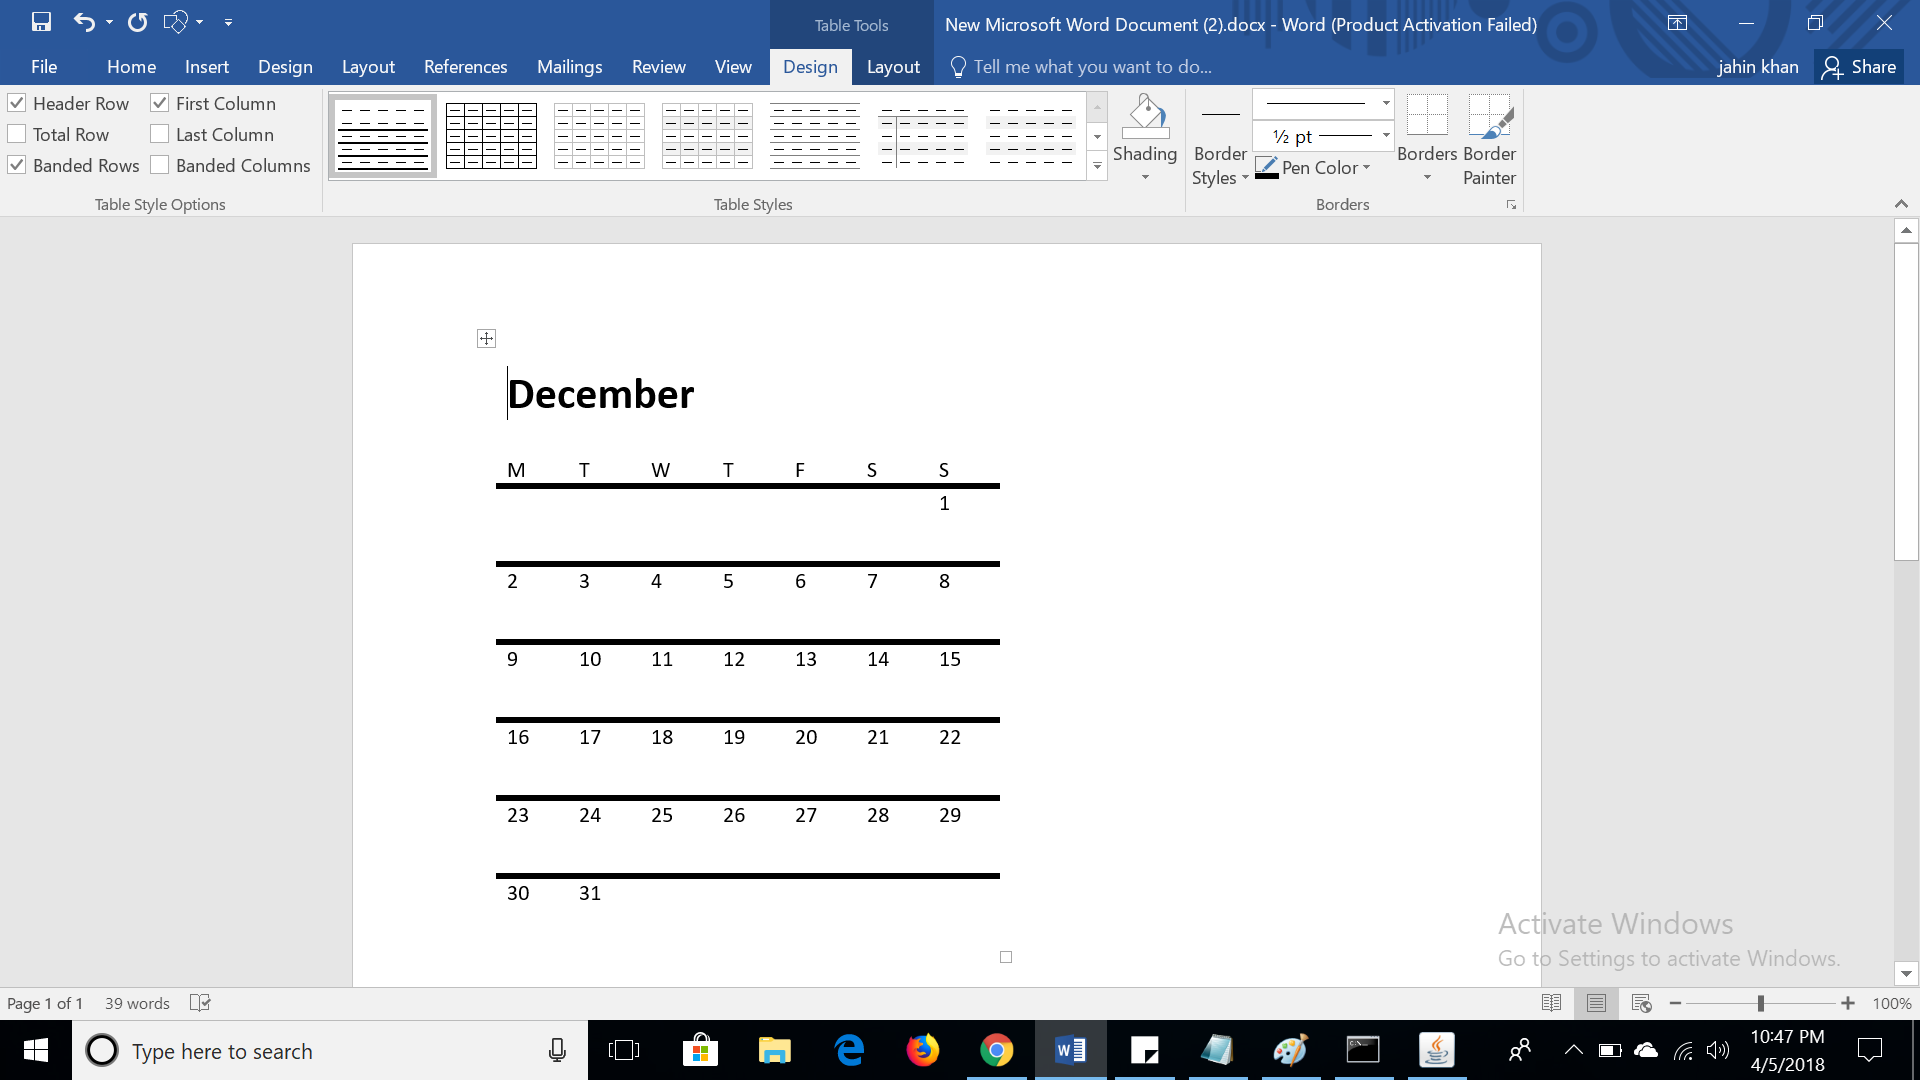 Table Tools
New Microsoft Word Document (2).docx - Word (Product Activation Failed)
File Home Insert Design Layout References Mailings Review View Design Layout Tell me what you want to do... jahin khan Share
Header Row First Column
Total Row Last Column
Banded Rows Banded Columns
Table Style Options
Table Styles
Shading
Border Styles
½ pt
Pen Color
Borders
Border Painter
Borders
December
M T W T F S S
1
2 3 4 5 6 7 8
9 10 11 12 13 14 15
16 17 18 19 20 21 22
23 24 25 26 27 28 29
30 31
Activate Windows
Go to Settings to activate Windows.
Page 1 of 1 39 words 100%
Type here to search
10:47 PM
4/5/2018